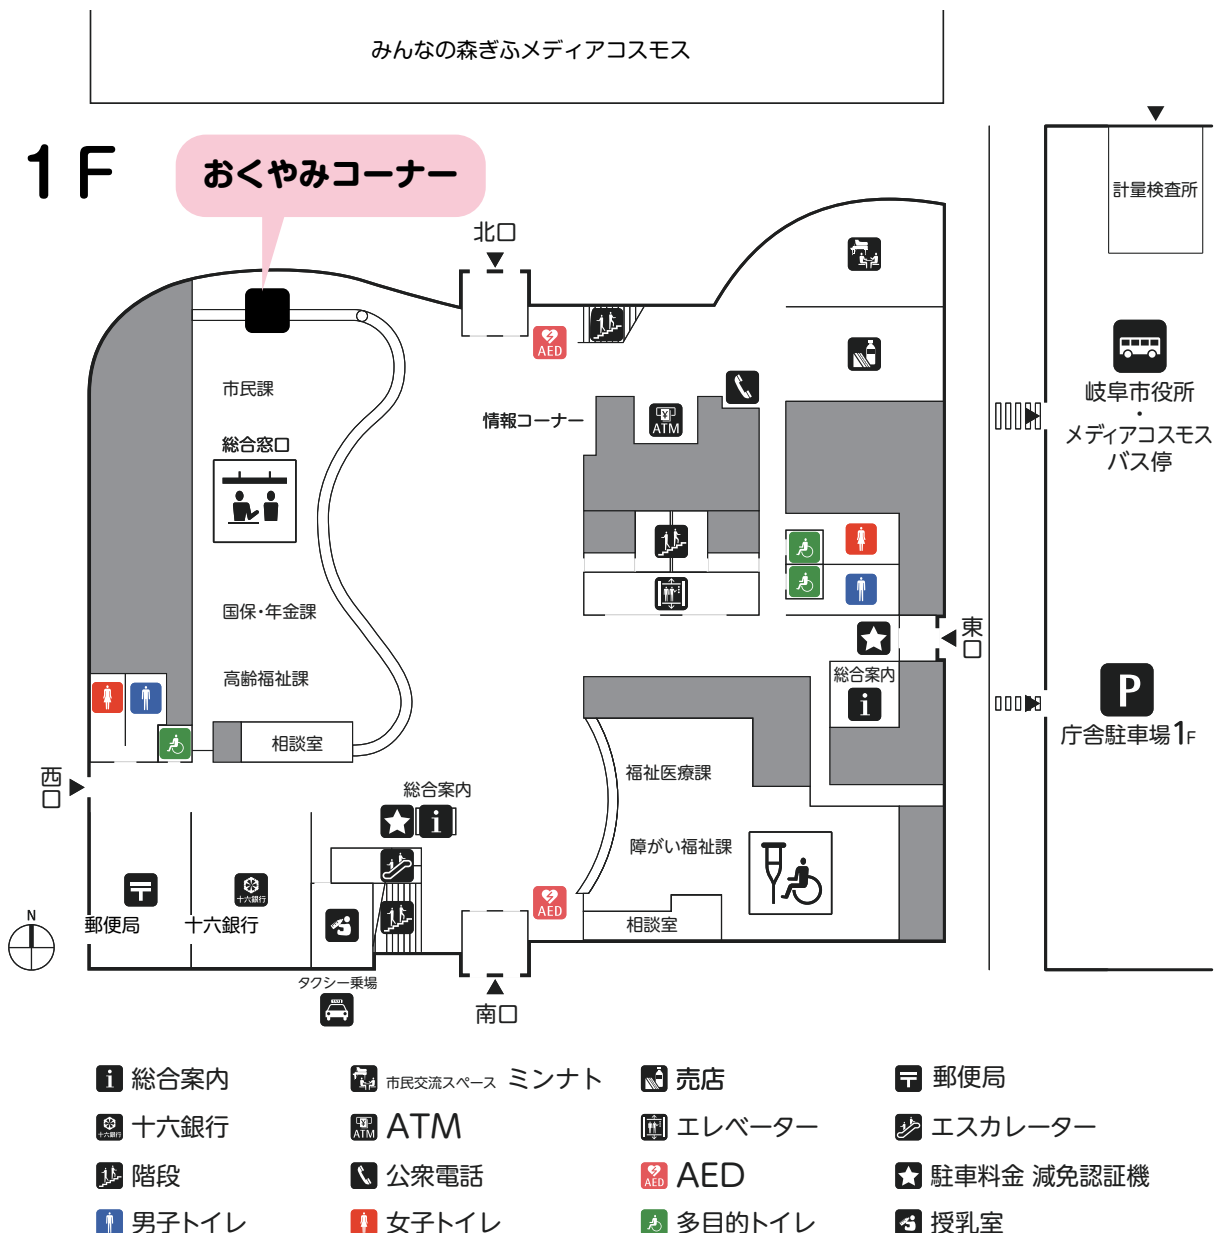 みんなの森ぎふメディアコスモス
1F
おくやみコーナー
計量検査所
北口
AED
市民課
情報コーナー
ATM
岐阜市役所
・
メディアコスモス
バス停
総合窓口
国保・年金課
高齢福祉課
東口
総合案内
i
P
庁舎駐車場1F
相談室
西口
総合案内
i
福祉医療課
障がい福祉課
郵便局
十六銀行
十六銀行
AED
相談室
N
タクシー乗場
南口
i 総合案内
市民交流スペース ミンナト
売店
郵便局
十六銀行 十六銀行
ATM ATM
エレベーター
エスカレーター
階段
公衆電話
AED AED
駐車料金 減免認証機
男子トイレ
女子トイレ
多目的トイレ
授乳室